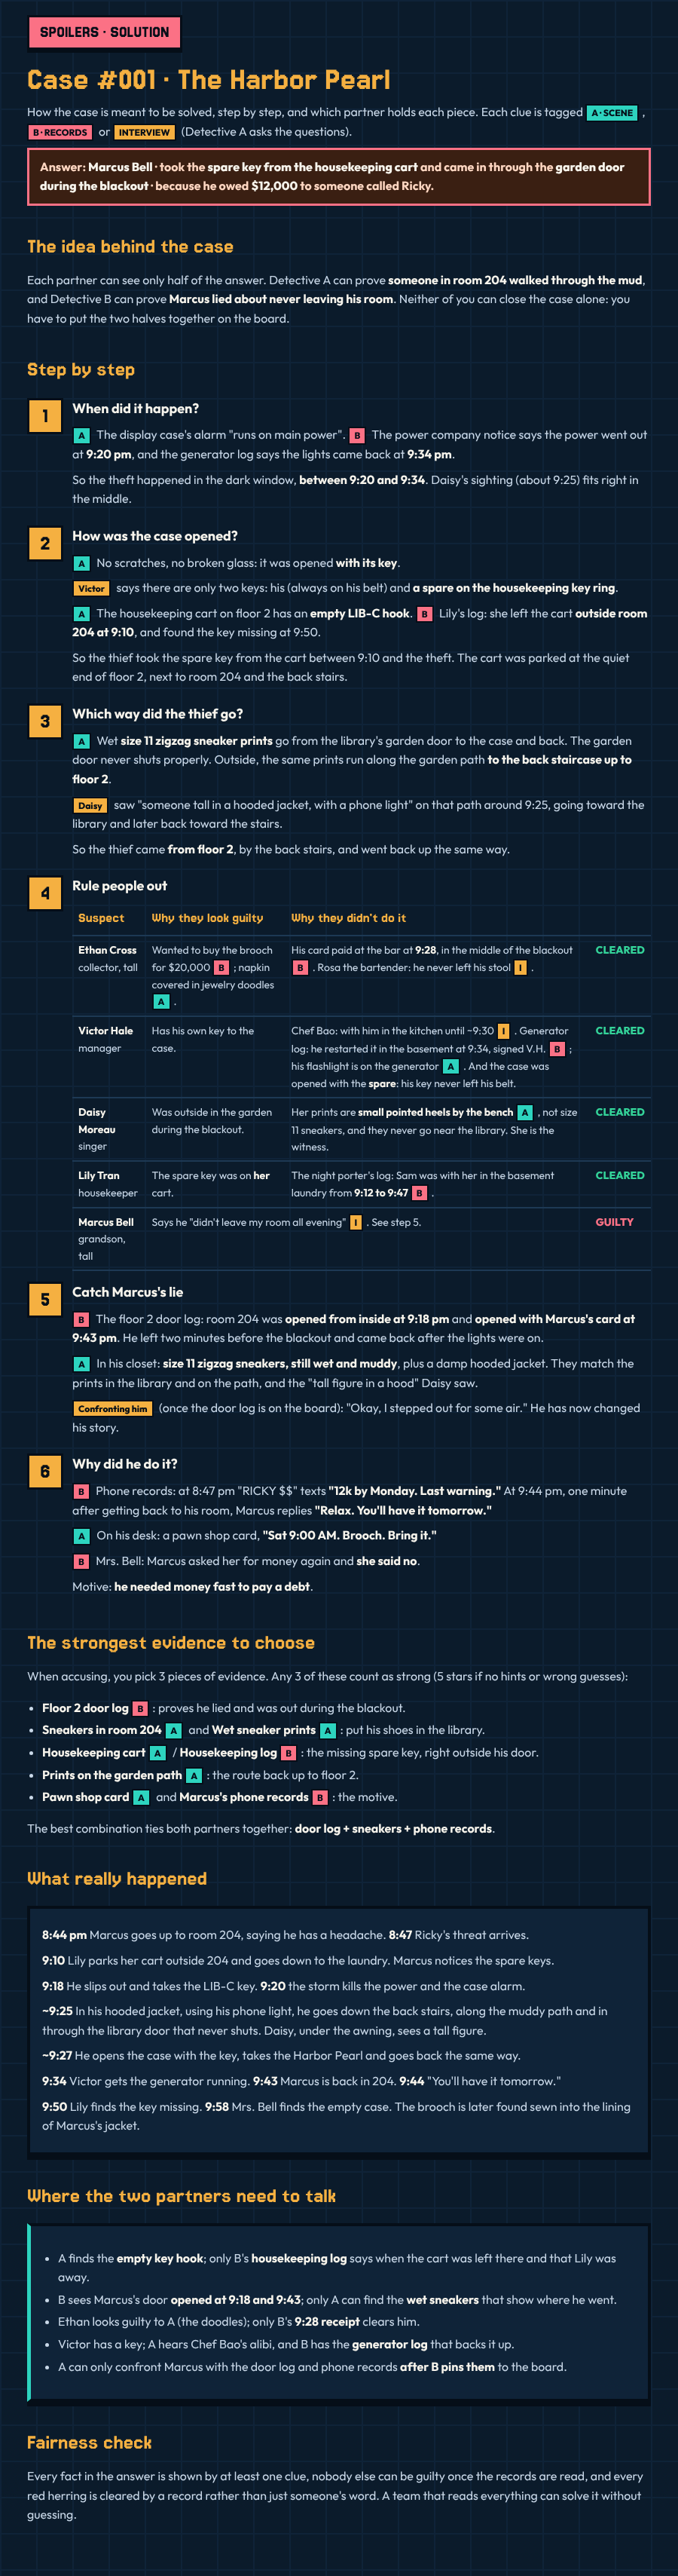 SPOILERS · SOLUTION
Case #001 · The Harbor Pearl
How the case is meant to be solved, step by step, and which partner holds each piece. Each clue is tagged A · SCENE ,
B · RECORDS or INTERVIEW (Detective A asks the questions).
Answer: Marcus Bell · took the spare key from the housekeeping cart and came in through the garden door
during the blackout · because he owed $12,000 to someone called Ricky.
The idea behind the case
Each partner can see only half of the answer. Detective A can prove someone in room 204 walked through the mud,
and Detective B can prove Marcus lied about never leaving his room. Neither of you can close the case alone: you
have to put the two halves together on the board.
Step by step
1
When did it happen?
A The display case's alarm "runs on main power". B The power company notice says the power went out
at 9:20 pm, and the generator log says the lights came back at 9:34 pm.
So the theft happened in the dark window, between 9:20 and 9:34. Daisy's sighting (about 9:25) fits right in
the middle.
2
How was the case opened?
A No scratches, no broken glass: it was opened with its key.
Victor says there are only two keys: his (always on his belt) and a spare on the housekeeping key ring.
A The housekeeping cart on floor 2 has an empty LIB-C hook. B Lily's log: she left the cart outside room
204 at 9:10, and found the key missing at 9:50.
So the thief took the spare key from the cart between 9:10 and the theft. The cart was parked at the quiet
end of floor 2, next to room 204 and the back stairs.
3
Which way did the thief go?
A Wet size 11 zigzag sneaker prints go from the library's garden door to the case and back. The garden
door never shuts properly. Outside, the same prints run along the garden path to the back staircase up to
floor 2.
Daisy saw "someone tall in a hooded jacket, with a phone light" on that path around 9:25, going toward the
library and later back toward the stairs.
So the thief came from floor 2, by the back stairs, and went back up the same way.
4
Rule people out
Suspect Why they look guilty Why they didn't do it
Ethan Cross
collector, tall
Wanted to buy the brooch
for $20,000 B ; napkin
covered in jewelry doodles
A .
His card paid at the bar at 9:28, in the middle of the blackout
B . Rosa the bartender: he never left his stool I .
CLEARED
Victor Hale
manager
Has his own key to the
case.
Chef Bao: with him in the kitchen until ~9:30 I . Generator
log: he restarted it in the basement at 9:34, signed V.H. B ;
his flashlight is on the generator A . And the case was
opened with the spare: his key never left his belt.
CLEARED
Daisy
Moreau
singer
Was outside in the garden
during the blackout.
Her prints are small pointed heels by the bench A , not size
11 sneakers, and they never go near the library. She is the
witness.
CLEARED
Lily Tran
housekeeper
The spare key was on her
cart.
The night porter's log: Sam was with her in the basement
laundry from 9:12 to 9:47 B .
CLEARED
Marcus Bell
grandson,
tall
Says he "didn't leave my room all evening" I . See step 5.
GUILTY
5
Catch Marcus's lie
B The floor 2 door log: room 204 was opened from inside at 9:18 pm and opened with Marcus's card at
9:43 pm. He left two minutes before the blackout and came back after the lights were on.
A In his closet: size 11 zigzag sneakers, still wet and muddy, plus a damp hooded jacket. They match the
prints in the library and on the path, and the "tall figure in a hood" Daisy saw.
Confronting him (once the door log is on the board): "Okay, I stepped out for some air." He has now changed
his story.
6
Why did he do it?
B Phone records: at 8:47 pm "RICKY $$" texts "12k by Monday. Last warning." At 9:44 pm, one minute
after getting back to his room, Marcus replies "Relax. You'll have it tomorrow."
A On his desk: a pawn shop card, "Sat 9:00 AM. Brooch. Bring it."
B Mrs. Bell: Marcus asked her for money again and she said no.
Motive: he needed money fast to pay a debt.
The strongest evidence to choose
When accusing, you pick 3 pieces of evidence. Any 3 of these count as strong (5 stars if no hints or wrong guesses):
• Floor 2 door log B : proves he lied and was out during the blackout.
• Sneakers in room 204 A and Wet sneaker prints A : put his shoes in the library.
• Housekeeping cart A / Housekeeping log B : the missing spare key, right outside his door.
• Prints on the garden path A : the route back up to floor 2.
• Pawn shop card A and Marcus's phone records B : the motive.
The best combination ties both partners together: door log + sneakers + phone records.
What really happened
8:44 pm Marcus goes up to room 204, saying he has a headache. 8:47 Ricky's threat arrives.
9:10 Lily parks her cart outside 204 and goes down to the laundry. Marcus notices the spare keys.
9:18 He slips out and takes the LIB-C key. 9:20 the storm kills the power and the case alarm.
~9:25 In his hooded jacket, using his phone light, he goes down the back stairs, along the muddy path and in
through the library door that never shuts. Daisy, under the awning, sees a tall figure.
~9:27 He opens the case with the key, takes the Harbor Pearl and goes back the same way.
9:34 Victor gets the generator running. 9:43 Marcus is back in 204. 9:44 "You'll have it tomorrow."
9:50 Lily finds the key missing. 9:58 Mrs. Bell finds the empty case. The brooch is later found sewn into the lining
of Marcus's jacket.
Where the two partners need to talk
• A finds the empty key hook; only B's housekeeping log says when the cart was left there and that Lily was
away.
• B sees Marcus's door opened at 9:18 and 9:43; only A can find the wet sneakers that show where he went.
• Ethan looks guilty to A (the doodles); only B's 9:28 receipt clears him.
• Victor has a key; A hears Chef Bao's alibi, and B has the generator log that backs it up.
• A can only confront Marcus with the door log and phone records after B pins them to the board.
Fairness check
Every fact in the answer is shown by at least one clue, nobody else can be guilty once the records are read, and every
red herring is cleared by a record rather than just someone's word. A team that reads everything can solve it without
guessing.